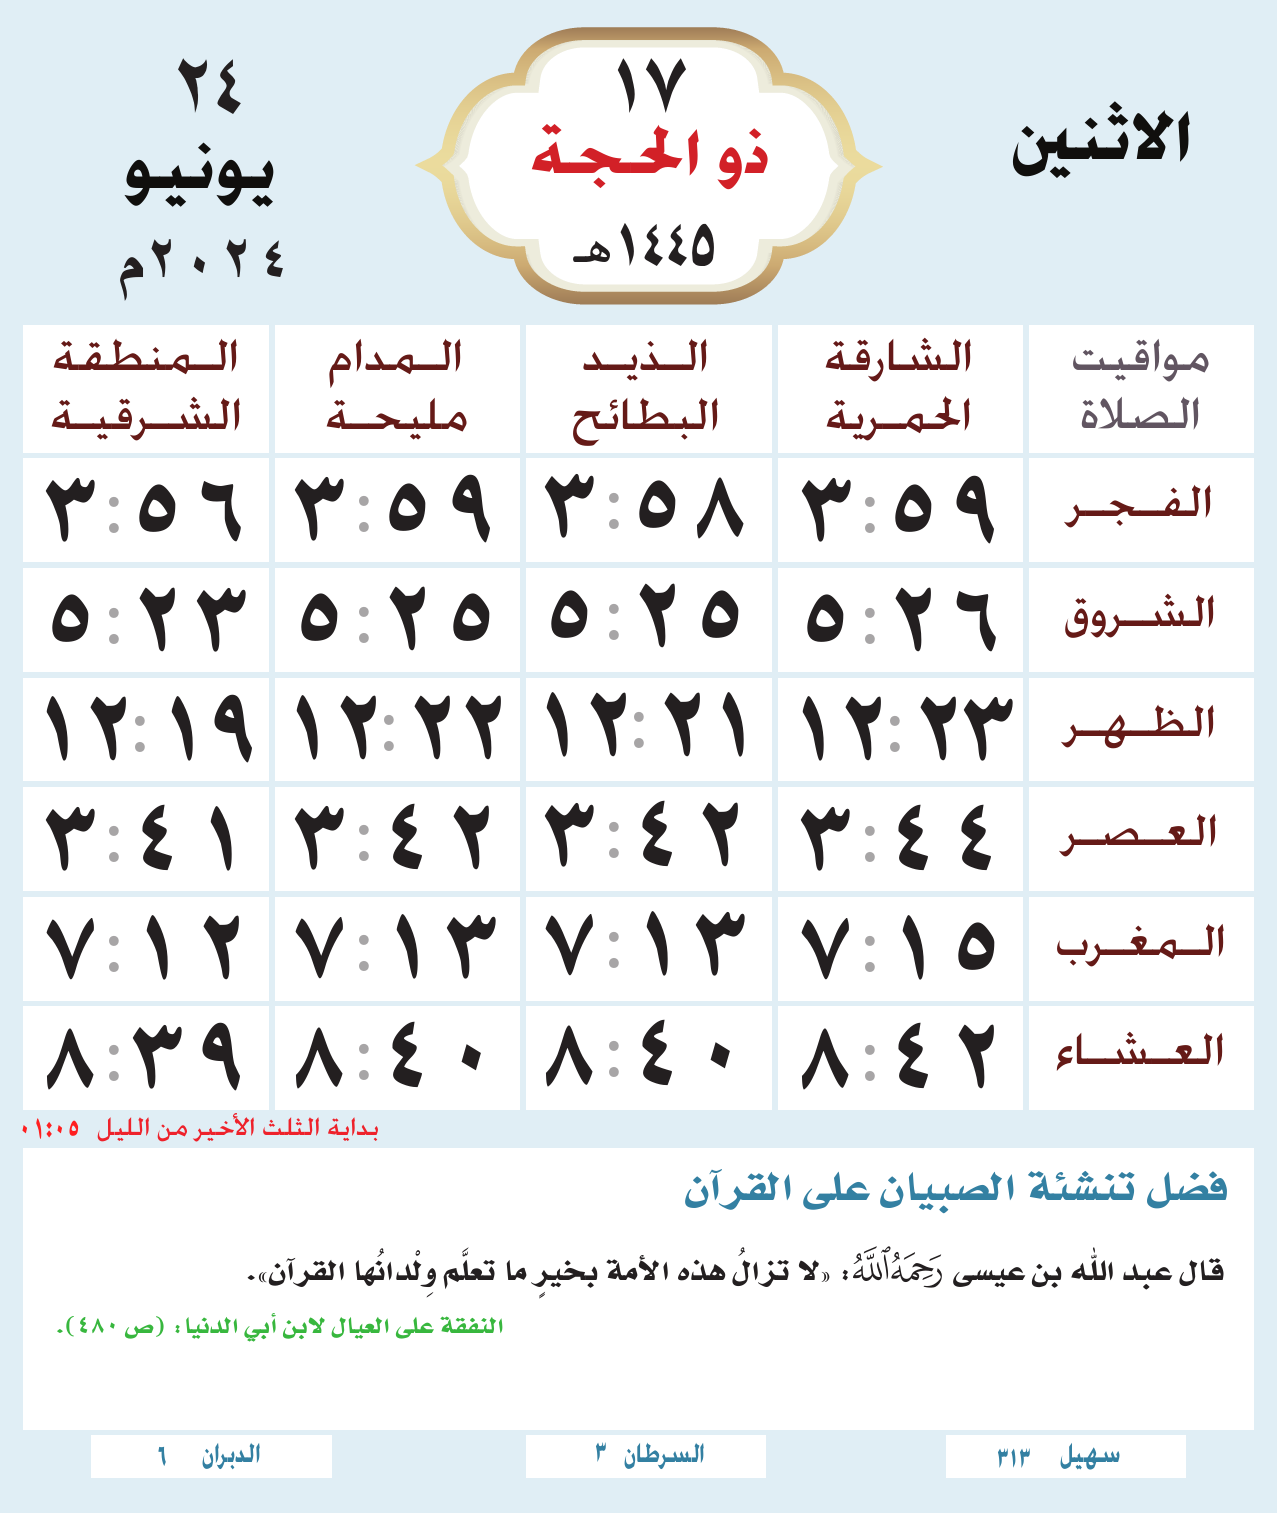 الاثنين
١٧
ذو الحجة
١٤٤٥هـ
٢٤
يونيو
٢٠٢٤م
مواقيت الصلاة
الشارقة الحمرية
الذيد البطائح
المدام مليحة
المنطقة الشرقية
الفجر ٣:٥٩ ٣:٥٨ ٣:٥٩ ٣:٥٦
الشروق ٥:٢٦ ٥:٢٥ ٥:٢٥ ٥:٢٣
الظهر ١٢:٢٣ ١٢:٢١ ١٢:٢٢ ١٢:١٩
العصر ٣:٤٤ ٣:٤٢ ٣:٤٢ ٣:٤١
المغرب ٧:١٥ ٧:١٣ ٧:١٣ ٧:١٢
العشاء ٨:٤٢ ٨:٤٠ ٨:٤٠ ٨:٣٩
بداية الثلث الأخير من الليل ٠١:٠٥
فضل تنشئة الصبيان على القرآن
قال عبد الله بن عيسى رَحِمَهُ ٱللَّهُ: «لا تزالُ هذه الأمة بخيرٍ ما تعلَّم وِلْدانُها القرآن».
النفقة على العيال لابن أبي الدنيا: (ص ٤٨٠).
سهيل ٣١٣
السرطان ٣
الدبران ٦